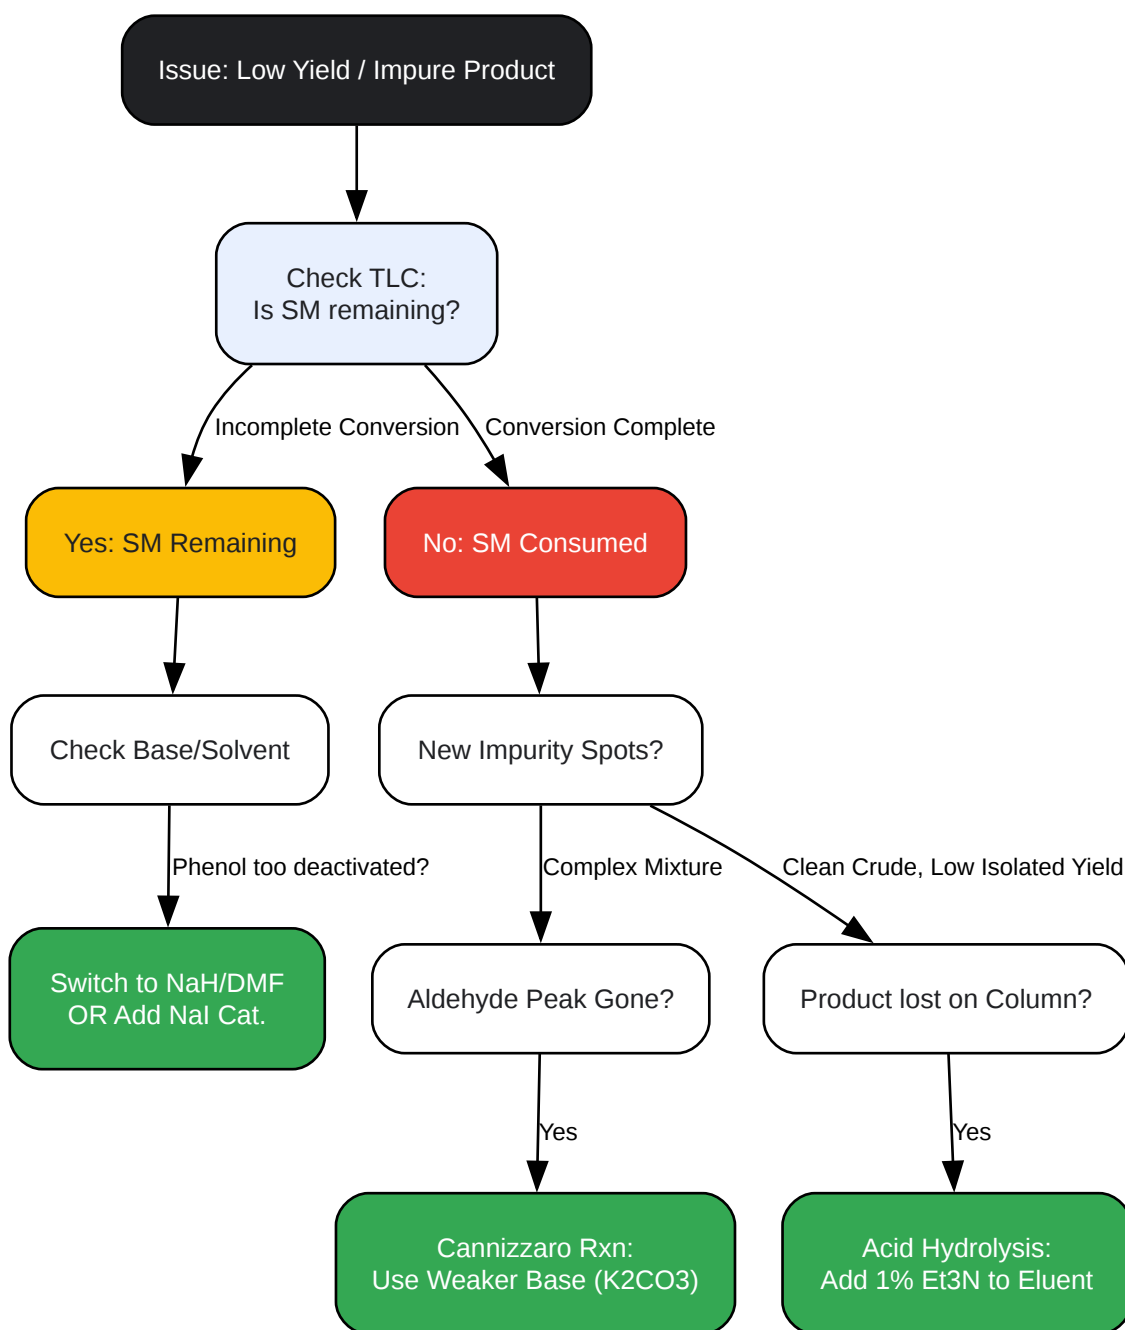 Issue: Low Yield / Impure Product
Check TLC:
Is SM remaining?
Incomplete Conversion
Conversion Complete
Yes: SM Remaining
No: SM Consumed
Check Base/Solvent
New Impurity Spots?
Phenol too deactivated?
Complex Mixture
Clean Crude, Low Isolated Yield
Switch to NaH/DMF
OR Add NaI Cat.
Aldehyde Peak Gone?
Product lost on Column?
Yes
Yes
Cannizzaro Rxn:
Use Weaker Base (K2CO3)
Acid Hydrolysis:
Add 1% Et3N to Eluent